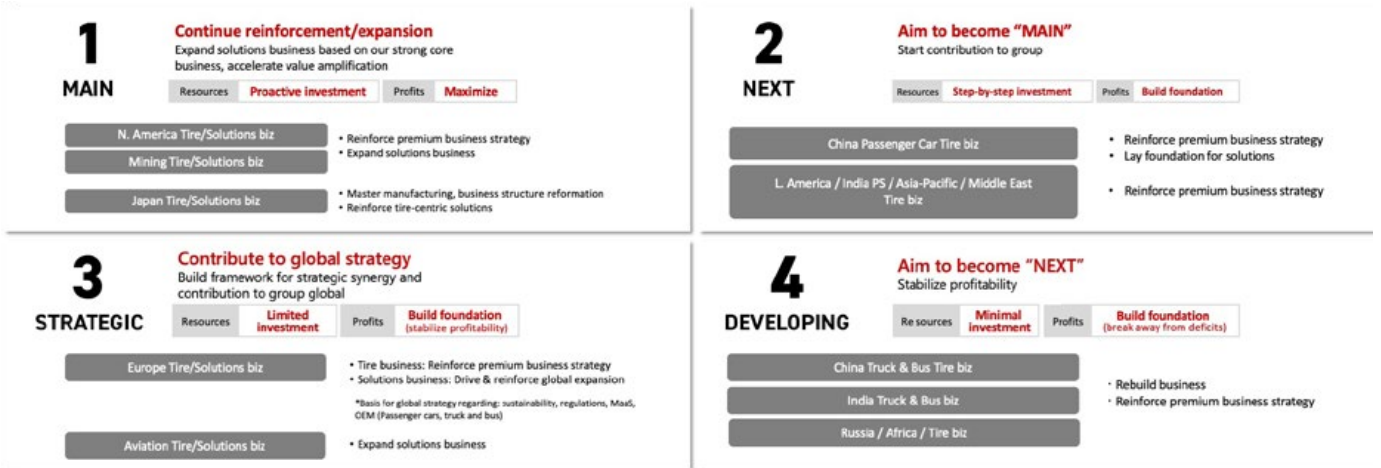 1
MAIN
Continue reinforcement/expansion
Expand solutions business based on our strong core
business, accelerate value amplification
Resources Proactive investment Profits Maximize
N. America Tire/Solutions biz
Mining Tire/Solutions biz
• Reinforce premium business strategy
• Expand solutions business
Japan Tire/Solutions biz
• Master manufacturing, business structure reformation
• Reinforce tire-centric solutions
2
NEXT
Aim to become “MAIN”
Start contribution to group
Resources Step-by-step investment Profits Build foundation
China Passenger Car Tire biz
• Reinforce premium business strategy
• Lay foundation for solutions
L. America / India PS / Asia-Pacific / Middle East
Tire biz
• Reinforce premium business strategy
3
STRATEGIC
Contribute to global strategy
Build framework for strategic synergy and
contribution to group global
Resources Limited
investment
Profits Build foundation
(stabilize profitability)
Europe Tire/Solutions biz
• Tire business: Reinforce premium business strategy
• Solutions business: Drive & reinforce global expansion
*Basis for global strategy regarding: sustainability, regulations, MaaS,
OEM (Passenger cars, truck and bus)
Aviation Tire/Solutions biz
• Expand solutions business
4
DEVELOPING
Aim to become “NEXT”
Stabilize profitability
Re sources Minimal
investment
Profits Build foundation
(break away from deficits)
China Truck & Bus Tire biz
India Truck & Bus biz
Russia / Africa / Tire biz
· Rebuild business
• Reinforce premium business strategy